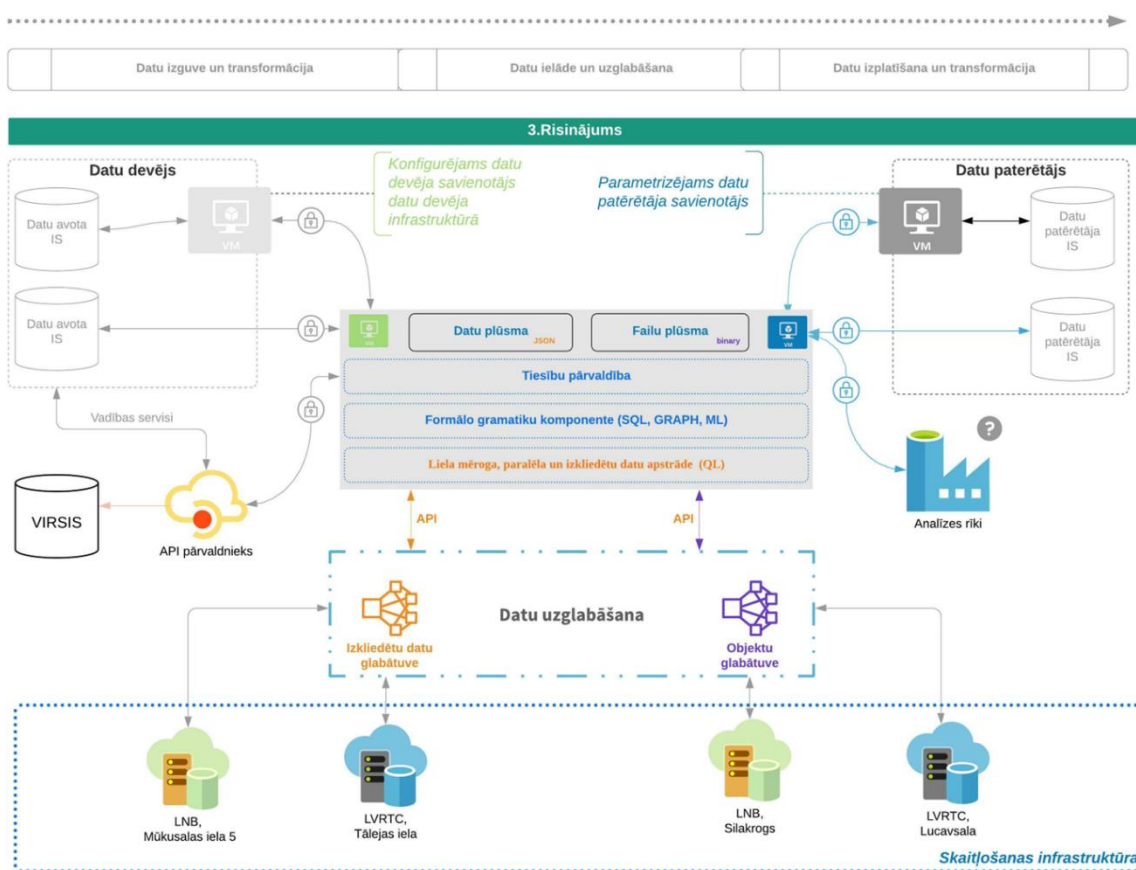 Datu izguve un transformācija
Datu ielāde un uzglabāšana
Datu izplatīšana un transformācija
3.Risinājums
Datu devējs
Konfigurējams datu
devēja savienotājs
datu devēja
infrastruktūrā
Parametrizējams datu
patērētāja savienotājs
Datu paterētājs
Datu avota
IS
VM
VM
Datu
patērētāja
IS
Datu avota
IS
VM
Datu plūsma
JSON
Failu plūsma
binary
VM
Datu
patērētāja
IS
Tiesību pārvaldība
Vadības servisi
Formālo gramatiku komponente (SQL, GRAPH, ML)
?
Liela mēroga, paralēla un izkliedētu datu apstrāde (QL)
VIRSIS
API pārvaldnieks
API
API
Analīzes rīki
Datu uzglabāšana
Izkliedētu datu
glabātuve
Objektu
glabātuve
LNB,
Mūkusalas iela 5
LVRTC,
Tālejas iela
LNB,
Silakrogs
LVRTC,
Lucavsala
Skaitļošanas infrastruktūra